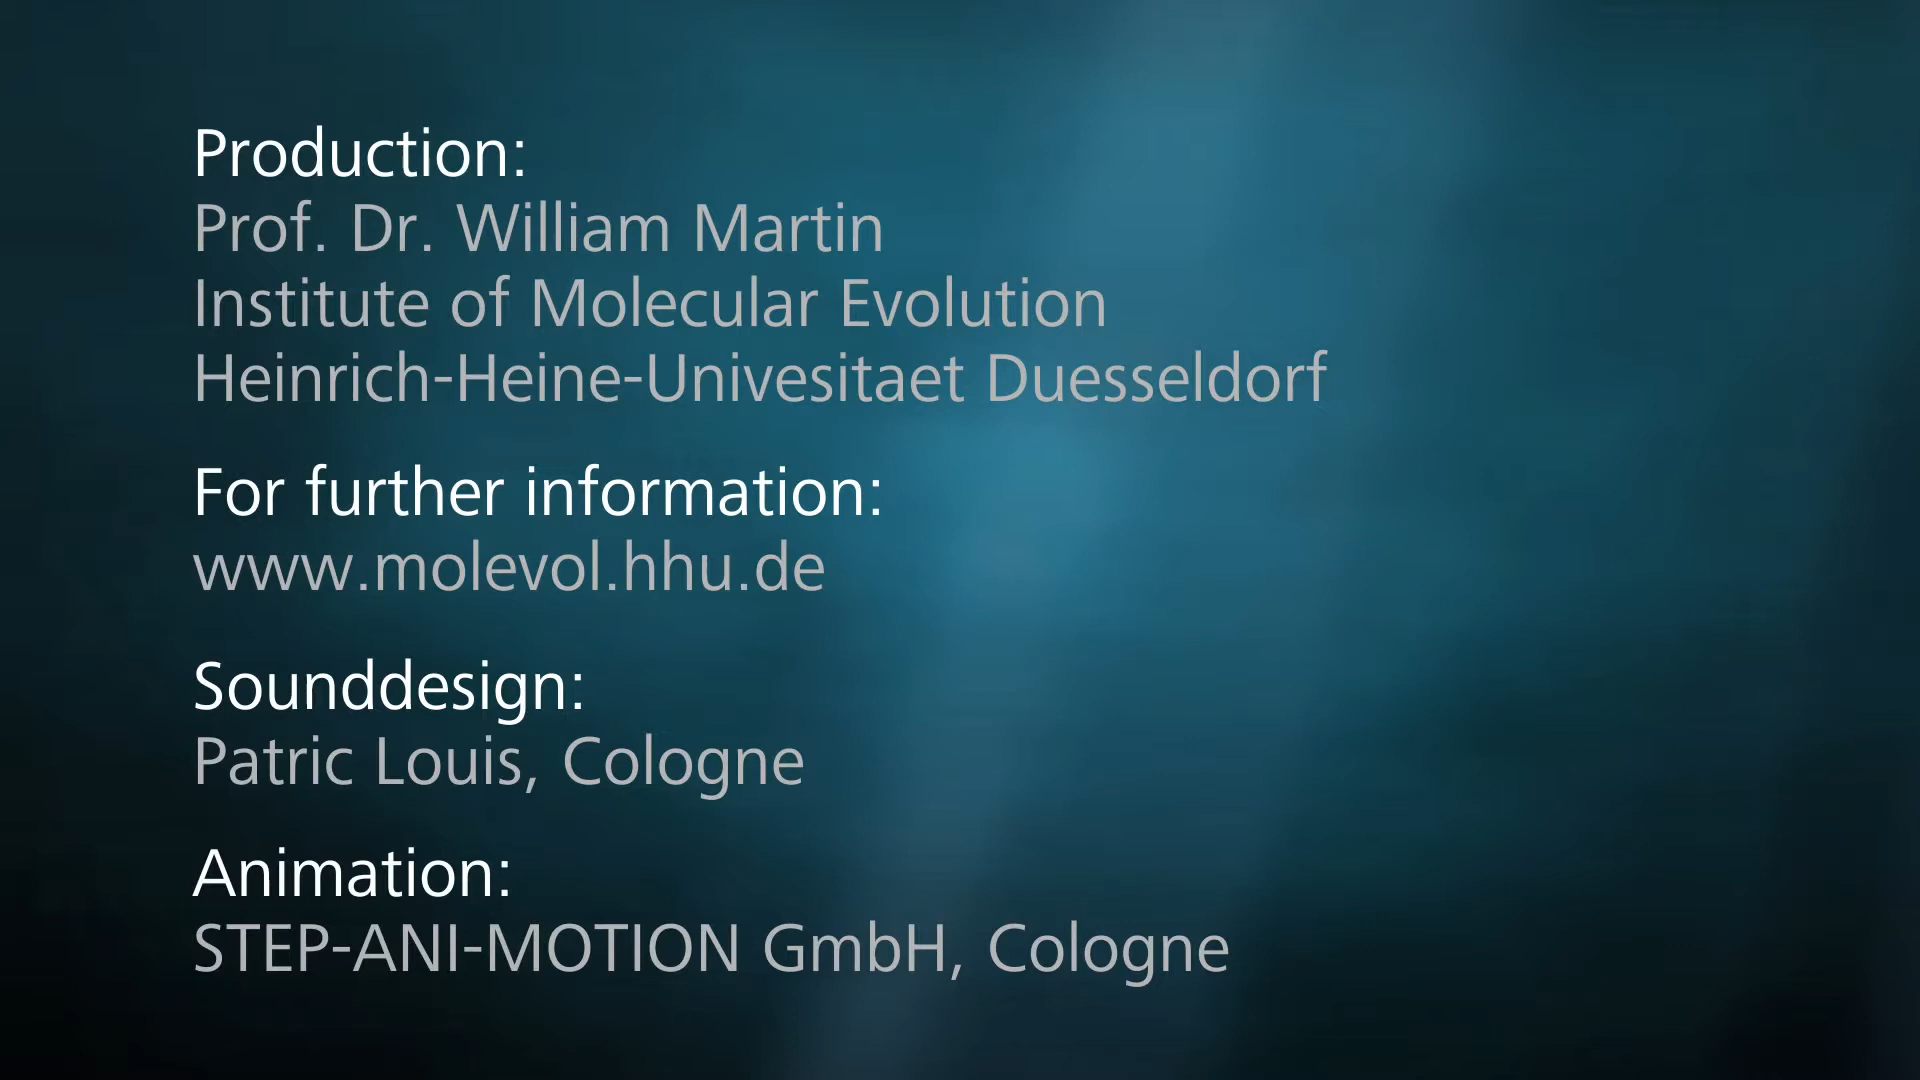 Production:
Prof. Dr. William Martin
Institute of Molecular Evolution
Heinrich-Heine-Univesitaet Duesseldorf
For further information:
www.molevol.hhu.de
Sounddesign:
Patric Louis, Cologne
Animation:
STEP-ANI-MOTION GmbH, Cologne